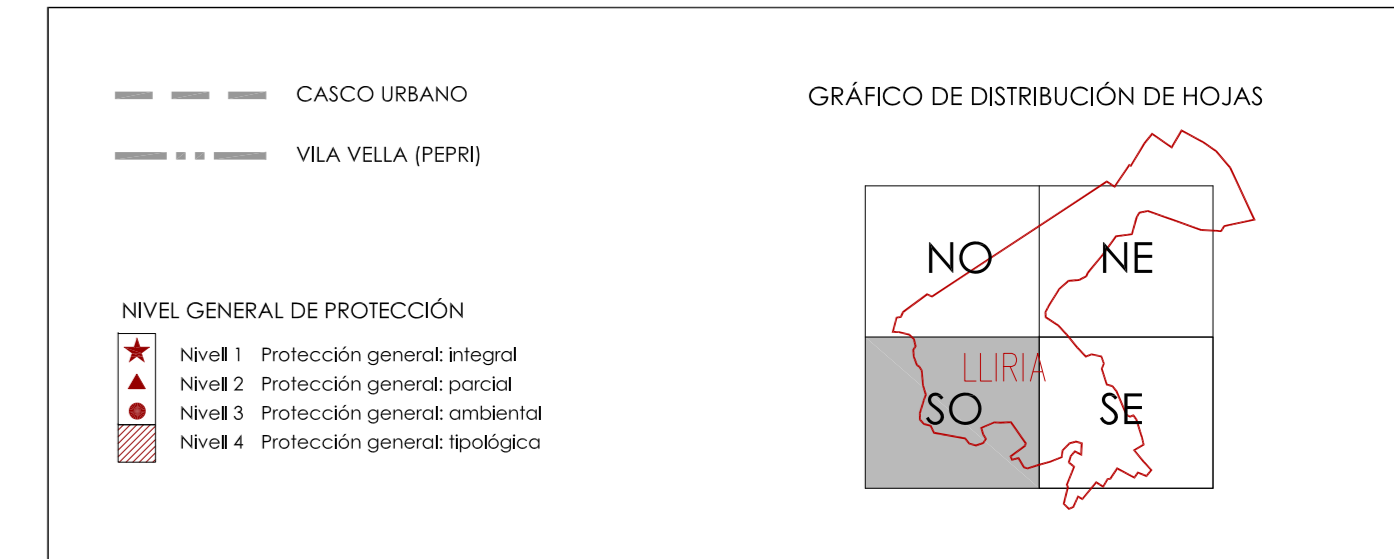 CASCO URBANO
VILA VELLA (PEPRI)
NIVEL GENERAL DE PROTECCIÓN
Nivell 1 Protección general: integral
Nivell 2 Protección general: parcial
Nivell 3 Protección general: ambiental
Nivell 4 Protección general: tipológica
GRÁFICO DE DISTRIBUCIÓN DE HOJAS
NO NE
LLIRIA
SO SE